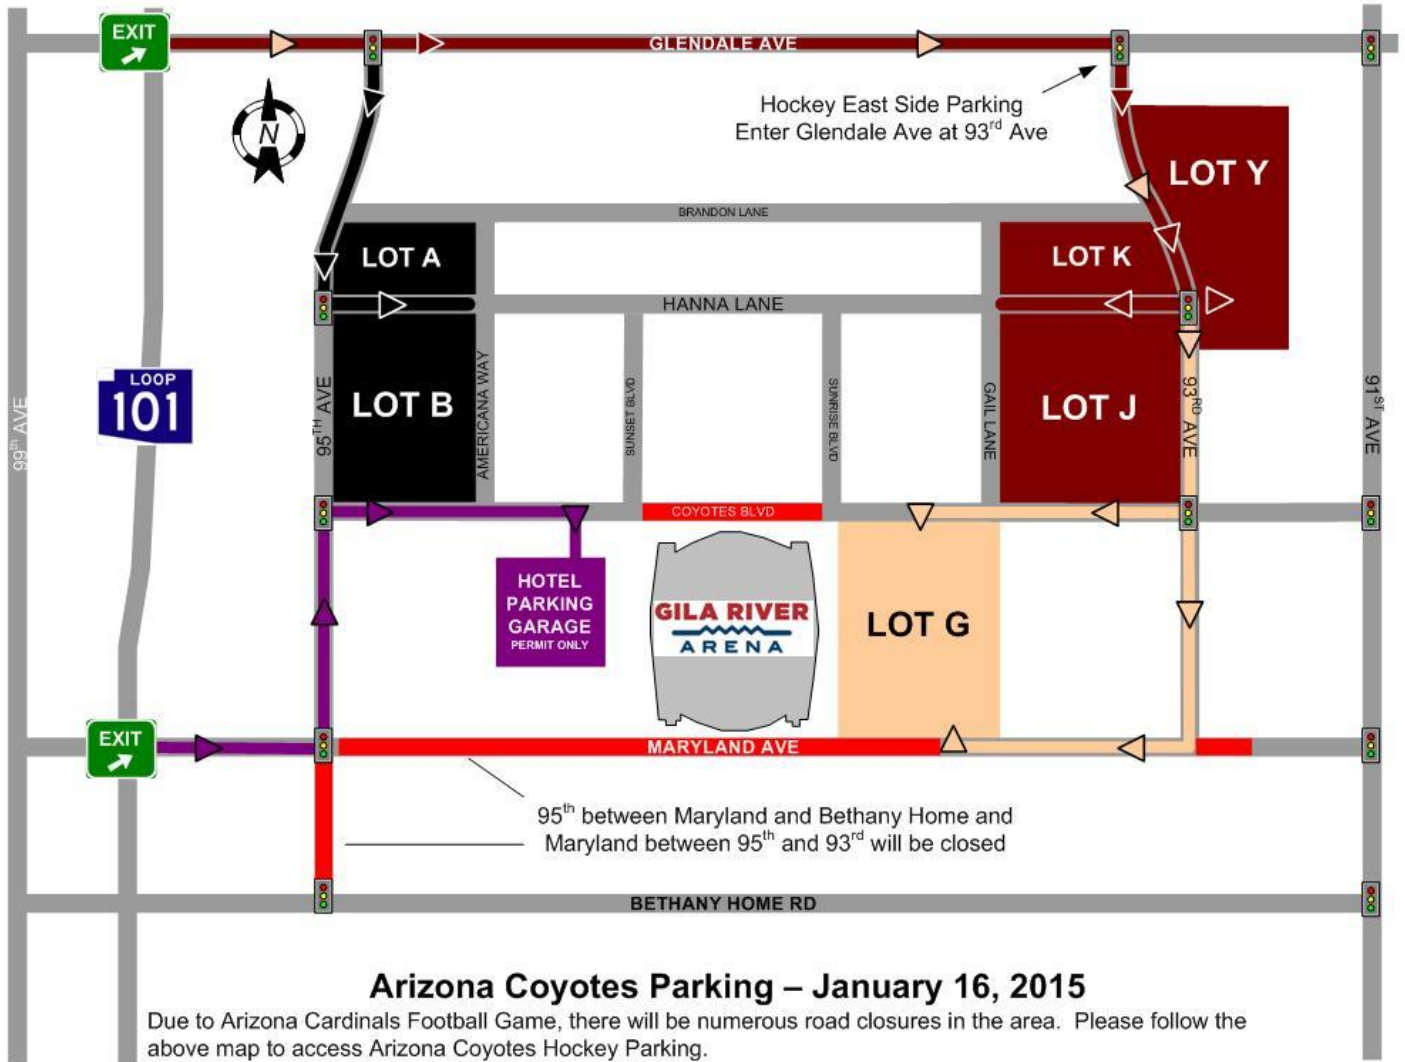 EXIT
GLENDALE AVE
Hockey East Side Parking
Enter Glendale Ave at 93rd Ave
N
LOT Y
BRANDON LANE
LOT A
LOT K
HANNA LANE
LOOP
101
99th AVE
95TH AVE
LOT B
AMERICANA WAY
SUNSET BLVD
SUNRISE BLVD
GAIL LANE
LOT J
93RD AVE
91ST AVE
COYOTES BLVD
HOTEL
PARKING
GARAGE
PERMIT ONLY
GILA RIVER
ARENA
LOT G
EXIT
MARYLAND AVE
95th between Maryland and Bethany Home and
Maryland between 95th and 93rd will be closed
BETHANY HOME RD
Arizona Coyotes Parking – January 16, 2015
Due to Arizona Cardinals Football Game, there will be numerous road closures in the area. Please follow the
above map to access Arizona Coyotes Hockey Parking.